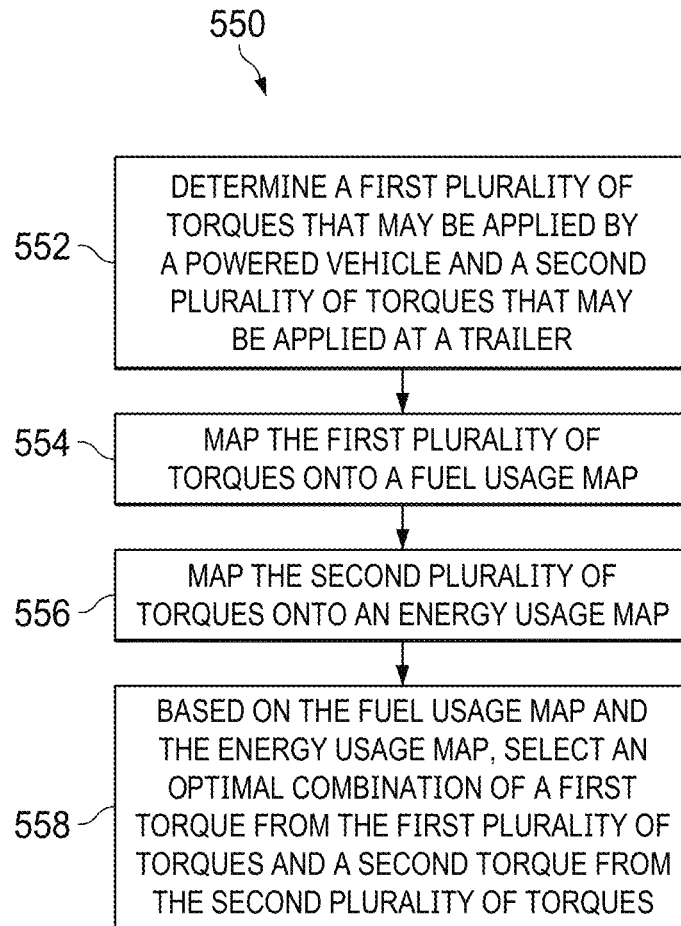 550
552
DETERMINE A FIRST PLURALITY OF
TORQUES THAT MAY BE APPLIED BY
A POWERED VEHICLE AND A SECOND
PLURALITY OF TORQUES THAT MAY
BE APPLIED AT A TRAILER
554
MAP THE FIRST PLURALITY OF
TORQUES ONTO A FUEL USAGE MAP
556
MAP THE SECOND PLURALITY OF
TORQUES ONTO AN ENERGY USAGE MAP
558
BASED ON THE FUEL USAGE MAP AND
THE ENERGY USAGE MAP, SELECT AN
OPTIMAL COMBINATION OF A FIRST
TORQUE FROM THE FIRST PLURALITY OF
TORQUES AND A SECOND TORQUE FROM
THE SECOND PLURALITY OF TORQUES